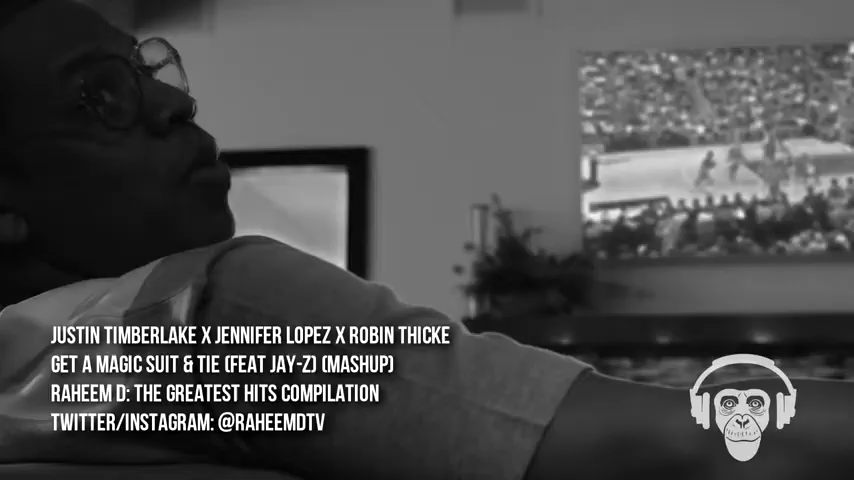 JUSTIN TIMBERLAKE X JENNIFER LOPEZ X ROBIN THICKE
GET A MAGIC SUIT & TIE (FEAT JAY-Z) (MASHUP)
RAHEEM D: THE GREATEST HITS COMPILATION
TWITTER/INSTAGRAM: @RAHEEMDTV